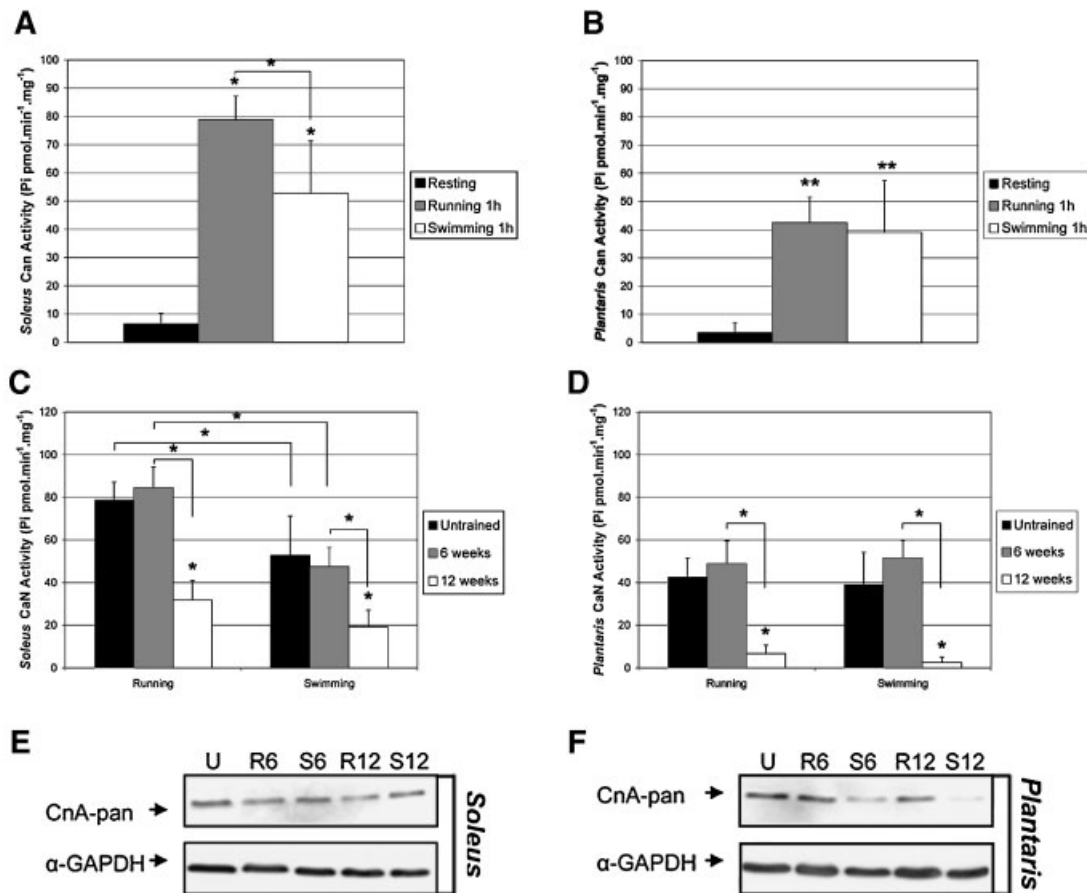 A
Soleus Can Activity (Pi pmol.min⁻¹.mg⁻¹)
100
90
80
70
60
50
40
30
20
10
0
*
*
*
Resting
Running 1h
Swimming 1h
B
Plantaris Can Activity (Pi pmol.min⁻¹.mg⁻¹)
100
90
80
70
60
50
40
30
20
10
0
**
**
Resting
Running 1h
Swimming 1h
C
Soleus CaN Activity (Pi pmol.min⁻¹.mg⁻¹)
120
100
80
60
40
20
0
*
*
*
*
*
*
Running
Swimming
Untrained
6 weeks
12 weeks
D
Plantaris CaN Activity (Pi pmol.min⁻¹.mg⁻¹)
120
100
80
60
40
20
0
*
*
*
*
Running
Swimming
Untrained
6 weeks
12 weeks
E
U R6 S6 R12 S12
CnA-pan
α-GAPDH
Soleus
F
U R6 S6 R12 S12
CnA-pan
α-GAPDH
Plantaris